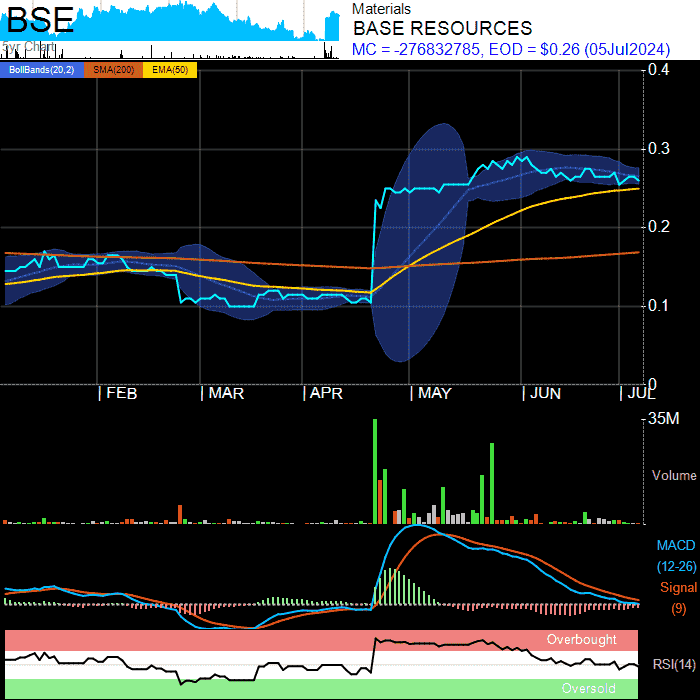 BSE
5yr Chart
Materials
BASE RESOURCES
MC = -276832785, EOD = $0.26 (05Jul2024)
BollBands(20,2) SMA(200) EMA(50)
0.4
0.3
0.2
0.1
0
FEB MAR APR MAY JUN JUL
35M
Volume
MACD
(12-26)
Signal
(9)
Overbought
RSI(14)
Oversold